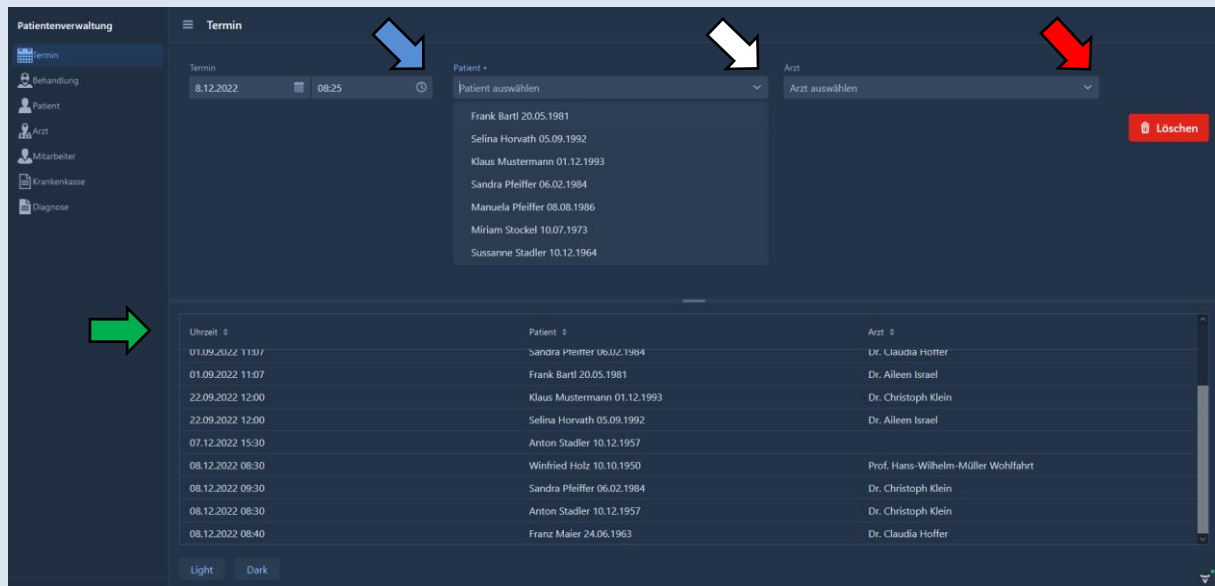 Patientenverwaltung
Termin
Behandlung
Patient
Arzt
Mitarbeiter
Krankenkasse
Diagnose
Termin
Termin
8.12.2022
08:25
Patient •
Patient auswählen
Frank Bartl 20.05.1981
Selina Horvath 05.09.1992
Klaus Mustermann 01.12.1993
Sandra Pfeiffer 06.02.1984
Manuela Pfeiffer 08.08.1986
Miriam Stockel 10.07.1973
Sussanne Stadler 10.12.1964
Arzt
Arzt auswählen
Löschen
Uhrzeit Patient Arzt
01.09.2022 11:07 Sandra Pfeiffer 06.02.1984 Dr. Claudia Hoffer
01.09.2022 11:07 Frank Bartl 20.05.1981 Dr. Aileen Israel
22.09.2022 12:00 Klaus Mustermann 01.12.1993 Dr. Christoph Klein
22.09.2022 12:00 Selina Horvath 05.09.1992 Dr. Aileen Israel
07.12.2022 15:30 Anton Stadler 10.12.1957
08.12.2022 08:30 Winfried Holz 10.10.1950 Prof. Hans-Wilhelm-Müller Wohlfahrt
08.12.2022 09:30 Sandra Pfeiffer 06.02.1984 Dr. Christoph Klein
08.12.2022 08:30 Anton Stadler 10.12.1957 Dr. Christoph Klein
08.12.2022 08:40 Franz Maier 24.06.1963 Dr. Claudia Hoffer
Light Dark